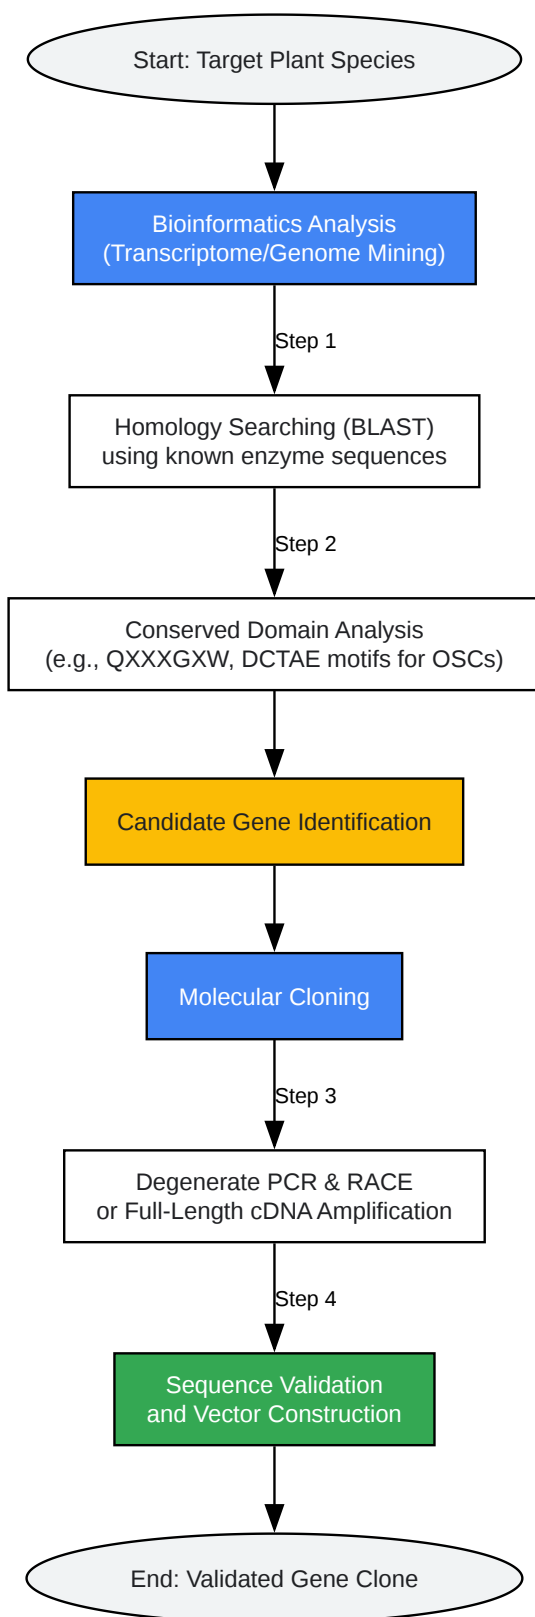 Start: Target Plant Species
Bioinformatics Analysis
(Transcriptome/Genome Mining)
Step 1
Homology Searching (BLAST)
using known enzyme sequences
Step 2
Conserved Domain Analysis
(e.g., QXXXGXW, DCTAE motifs for OSCs)
Candidate Gene Identification
Molecular Cloning
Step 3
Degenerate PCR & RACE
or Full-Length cDNA Amplification
Step 4
Sequence Validation
and Vector Construction
End: Validated Gene Clone